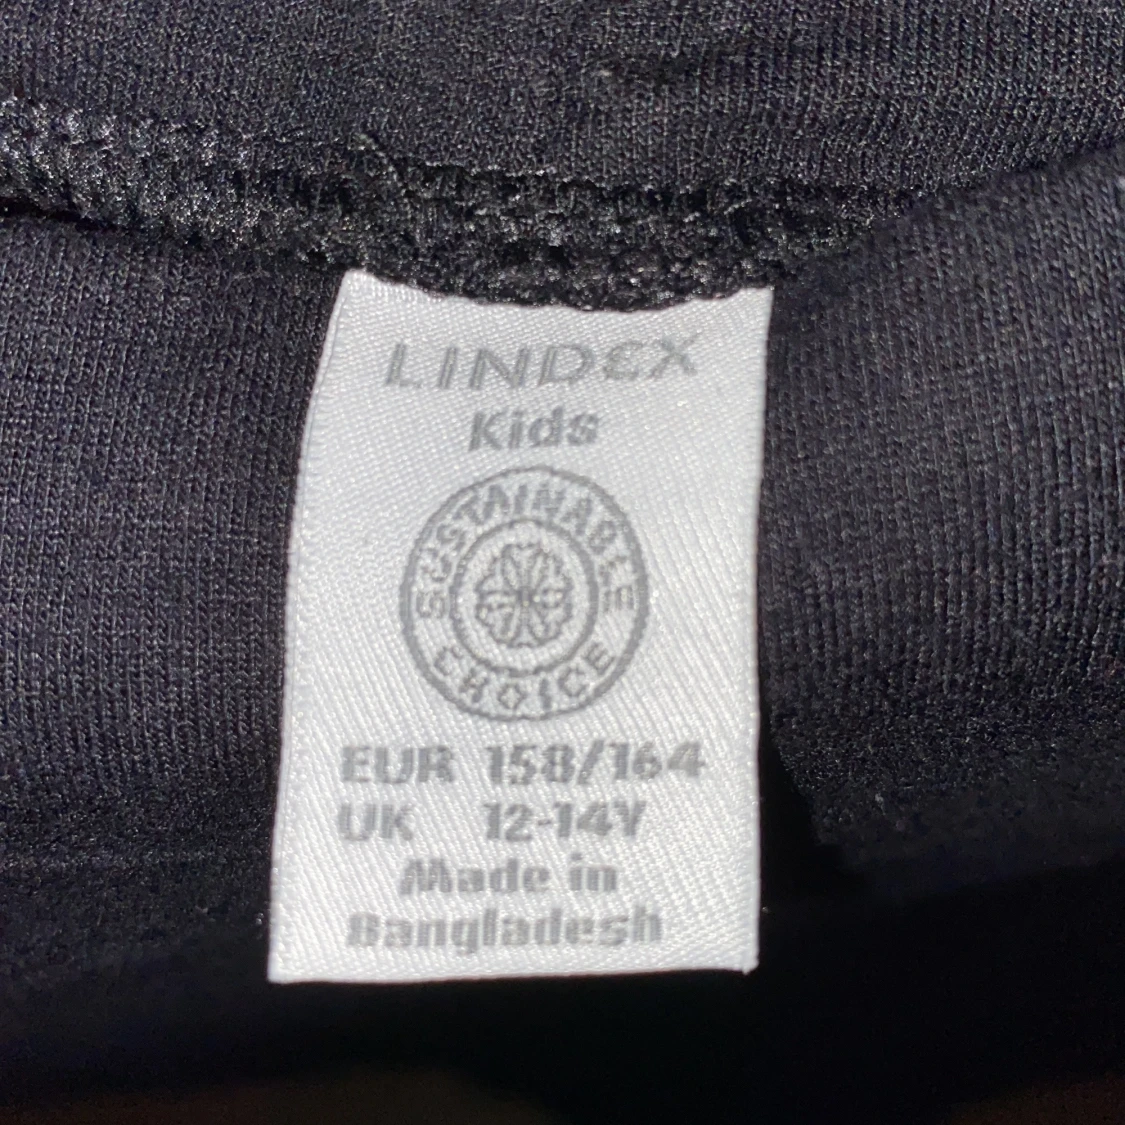 LINDEX
Kids
SUSTAINABLE
CHOICE
EUR 158/164
UK 12-14Y
Made in
Bangladesh